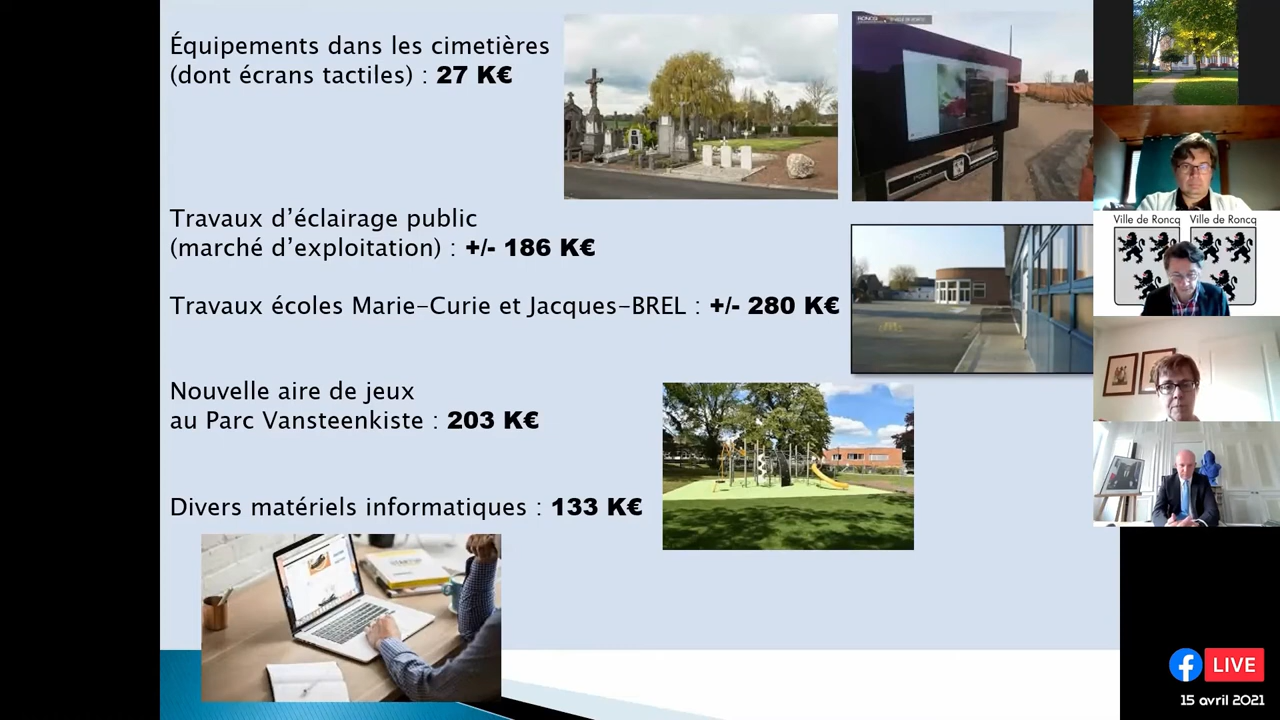 Équipements dans les cimetières
(dont écrans tactiles) : 27 K€
Travaux d’éclairage public
(marché d’exploitation) : +/- 186 K€
Travaux écoles Marie-Curie et Jacques-BREL : +/- 280 K€
Nouvelle aire de jeux
au Parc Vansteenkiste : 203 K€
Divers matériels informatiques : 133 K€
Ville de Roncq Ville de Roncq
LIVE
15 avril 2021